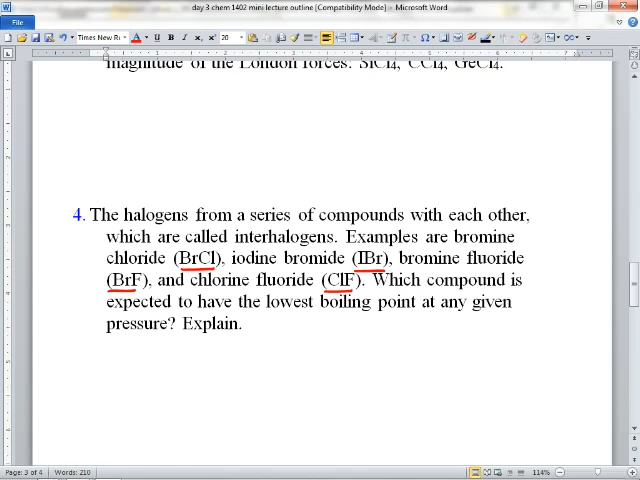 day 3 chem 1402 mini lecture outline [Compatibility Mode] - Microsoft Word
File
Times New R 20
magnitude of the London forces: SiCl4, CCl4, GeCl4.
4. The halogens from a series of compounds with each other,
which are called interhalogens. Examples are bromine
chloride (BrCl), iodine bromide (IBr), bromine fluoride
(BrF), and chlorine fluoride (ClF). Which compound is
expected to have the lowest boiling point at any given
pressure? Explain.
Page: 3 of 4 Words: 210 114%